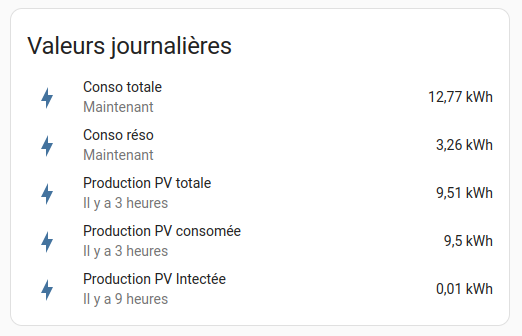 Valeurs journalières
Conso totale
Maintenant
12,77 kWh
Conso réso
Maintenant
3,26 kWh
Production PV totale
Il y a 3 heures
9,51 kWh
Production PV consomée
Il y a 3 heures
9,5 kWh
Production PV Intectée
Il y a 9 heures
0,01 kWh